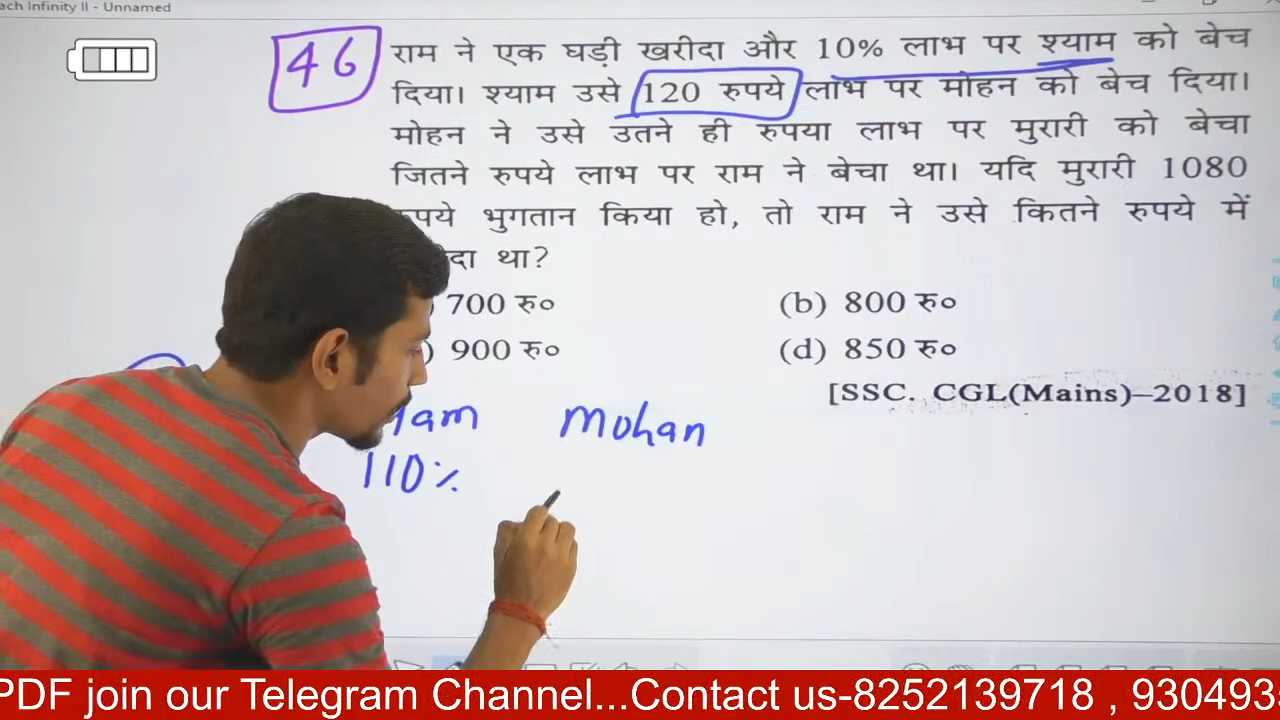 ach Infinity II - Unnamed
46
राम ने एक घड़ी खरीदा और 10% लाभ पर श्याम को बेच
दिया। श्याम उसे 120 रुपये लाभ पर मोहन को बेच दिया।
मोहन ने उसे उतने ही रुपया लाभ पर मुरारी को बेचा
जितने रुपये लाभ पर राम ने बेचा था। यदि मुरारी 1080
पये भुगतान किया हो, तो राम ने उसे कितने रुपये में
दा था?
) 700 रु०
(b) 800 रु०
) 900 रु०
(d) 850 रु०
[SSC. CGL(Mains)–2018]
yam Mohan
110%
PDF join our Telegram Channel...Contact us-8252139718 , 930493